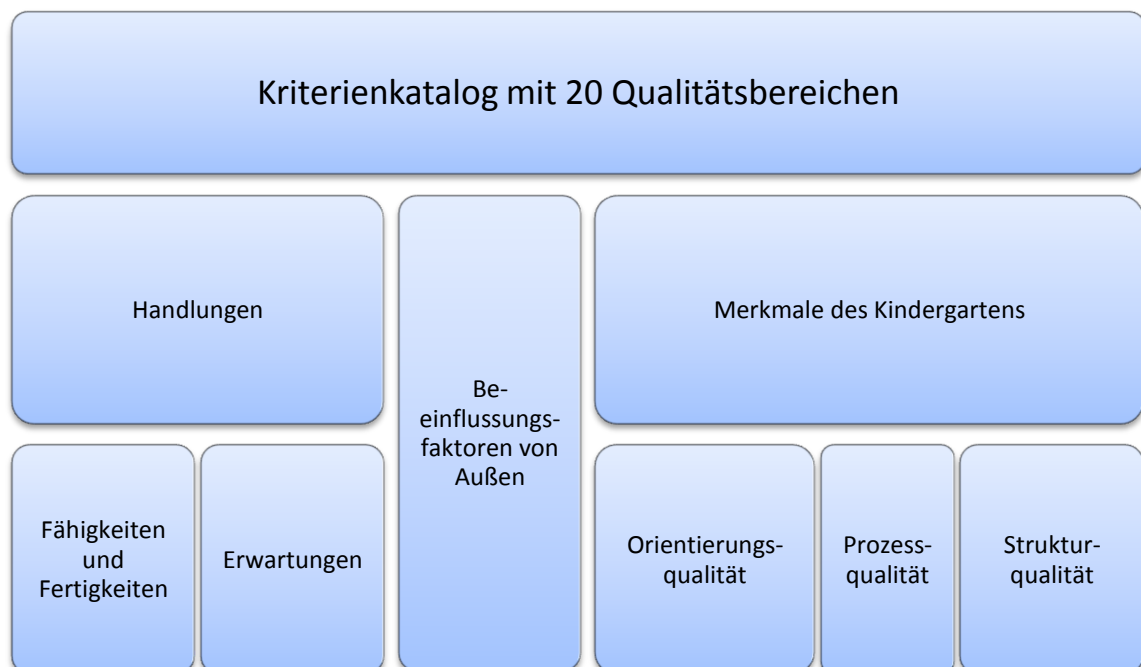 Kriterienkatalog mit 20 Qualitätsbereichen
Handlungen
Be-
einflussungs-
faktoren von
Außen
Merkmale des Kindergartens
Fähigkeiten
und
Fertigkeiten
Erwartungen
Orientierungs-
qualität
Prozess-
qualität
Struktur-
qualität